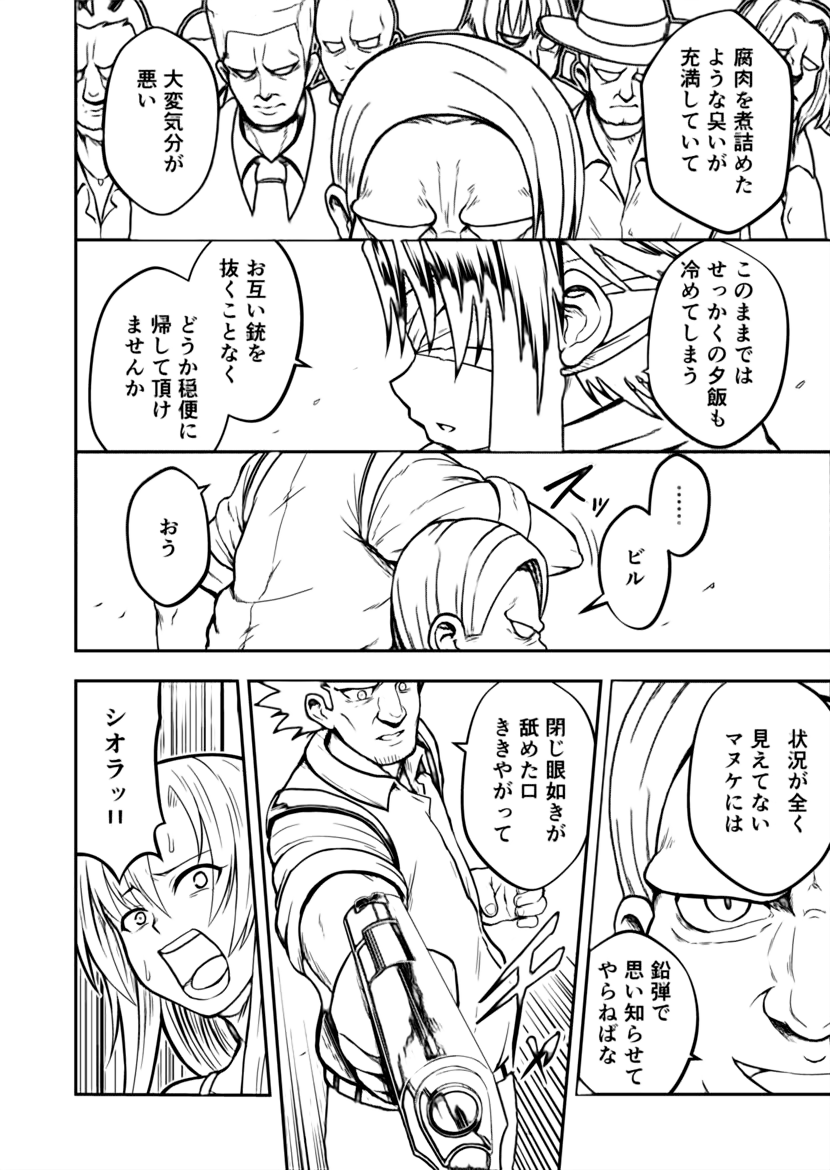 腐肉を煮詰めた
ような臭いが
充満していて
大変気分が
悪い
このままでは
せっかくの夕飯も
冷めてしまう
お互い銃を
抜くことなく
どうか穏便に
帰して頂け
ませんか
……
ビル
スッ
おう
状況が全く
見えてない
マヌケには
鉛弾で
思い知らせて
やらねばな
閉じ眼如きが
舐めた口
ききやがって
シオラッ!!